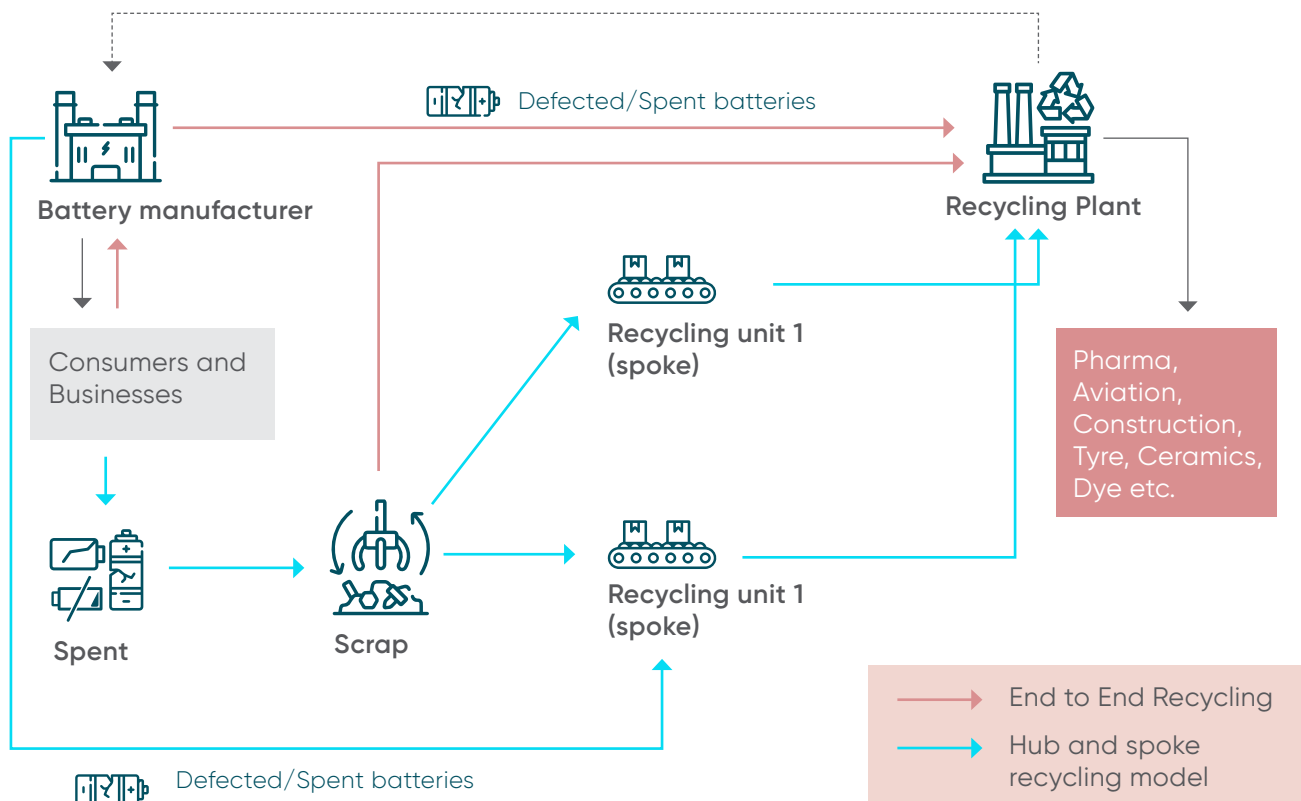 Defected/Spent batteries
Battery manufacturer
Recycling Plant
Consumers and
Businesses
Recycling unit 1
(spoke)
Pharma,
Aviation,
Construction,
Tyre, Ceramics,
Dye etc.
Spent
Scrap
Recycling unit 1
(spoke)
End to End Recycling
Hub and spoke
recycling model
Defected/Spent batteries